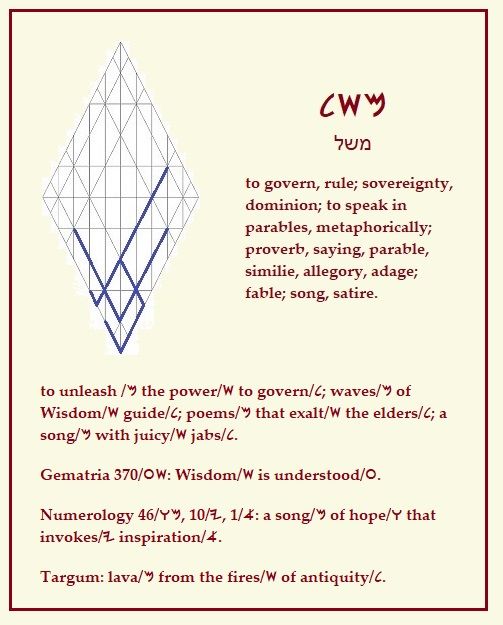 𐤌𐤔𐤋
משל
to govern, rule; sovereignty,
dominion; to speak in
parables, metaphorically;
proverb, saying, parable,
similie, allegory, adage;
fable; song, satire.
to unleash /𐤌 the power/𐤔 to govern/𐤋; waves/𐤌 of
Wisdom/𐤔 guide/𐤋; poems/𐤌 that exalt/𐤔 the elders/𐤋; a
song/𐤌 with juicy/𐤔 jabs/𐤋.
Gematria 370/𐤔𐤏: Wisdom/𐤔 is understood/𐤏.
Numerology 46/𐤌𐤅, 10/𐤉, 1/𐤀: a song/𐤌 of hope/𐤅 that
invokes/𐤉 inspiration/𐤀.
Targum: lava/𐤌 from the fires/𐤔 of antiquity/𐤋.